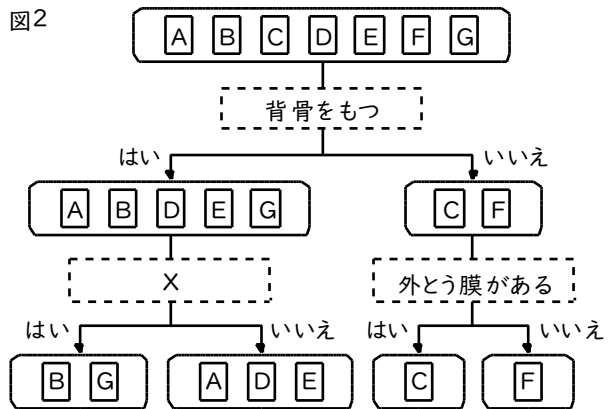 図2
A B C D E F G
背骨をもつ
はい いいえ
A B D E G C F
X 外とう膜がある
はい いいえ はい いいえ
B G A D E C F